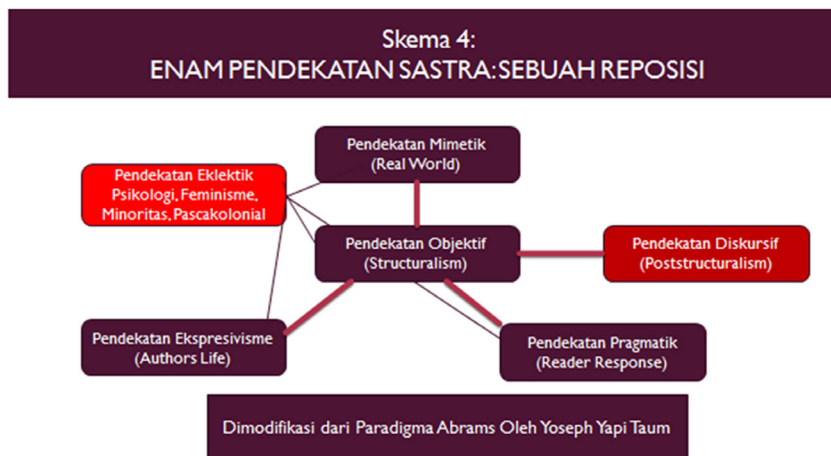 Skema 4:
ENAM PENDEKATAN SASTRA: SEBUAH REPOSISI
Pendekatan Mimetik
(Real World)
Pendekatan Eklektik
Psikologi, Feminisme,
Minoritas, Pascakolonial
Pendekatan Objektif
(Structuralism)
Pendekatan Diskursif
(Poststructuralism)
Pendekatan Ekspresivisme
(Authors Life)
Pendekatan Pragmatik
(Reader Response)
Dimodifikasi dari Paradigma Abrams Oleh Yoseph Yapi Taum